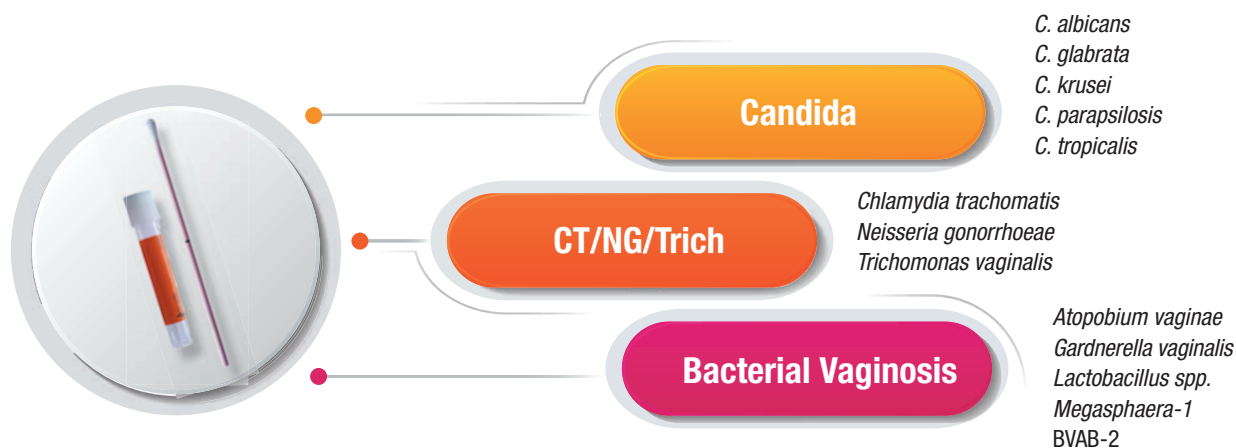 Candida
C. albicans
C. glabrata
C. krusei
C. parapsilosis
C. tropicalis
CT/NG/Trich
Chlamydia trachomatis
Neisseria gonorrhoeae
Trichomonas vaginalis
Bacterial Vaginosis
Atopobium vaginae
Gardnerella vaginalis
Lactobacillus spp.
Megasphaera-1
BVAB-2